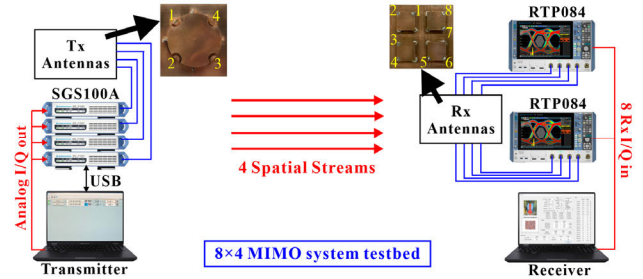 Tx
Antennas
1
4
2
3
SGS100A
Analog I/Q out
USB
Transmitter
4 Spatial Streams
8×4 MIMO system testbed
2 1 8
3 7
4 5 6
Rx
Antennas
RTP084
RTP084
8 Rx I/Q in
Receiver